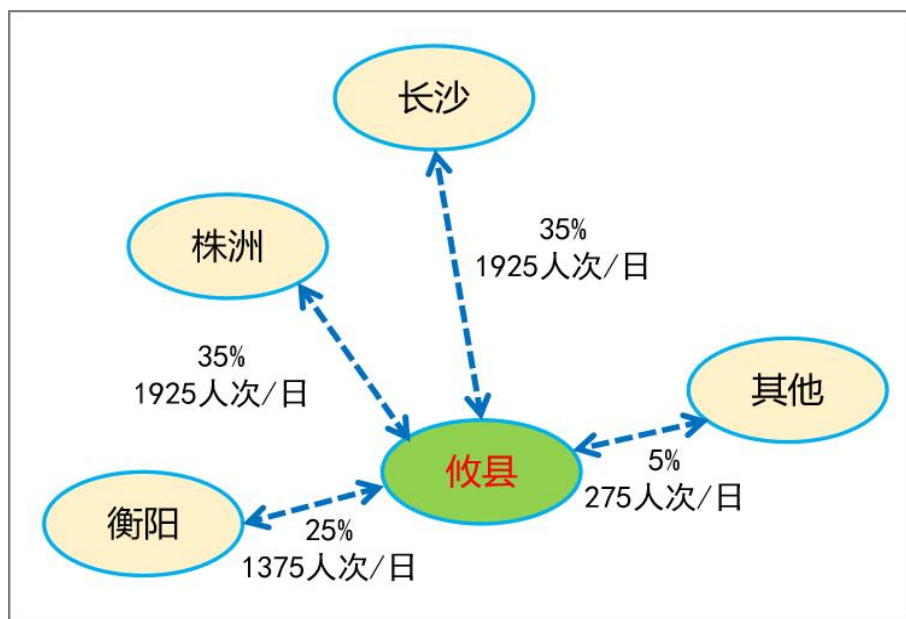 长沙
35%
1925人次/日
株洲
35%
1925人次/日
其他
5%
275人次/日
攸县
衡阳
25%
1375人次/日